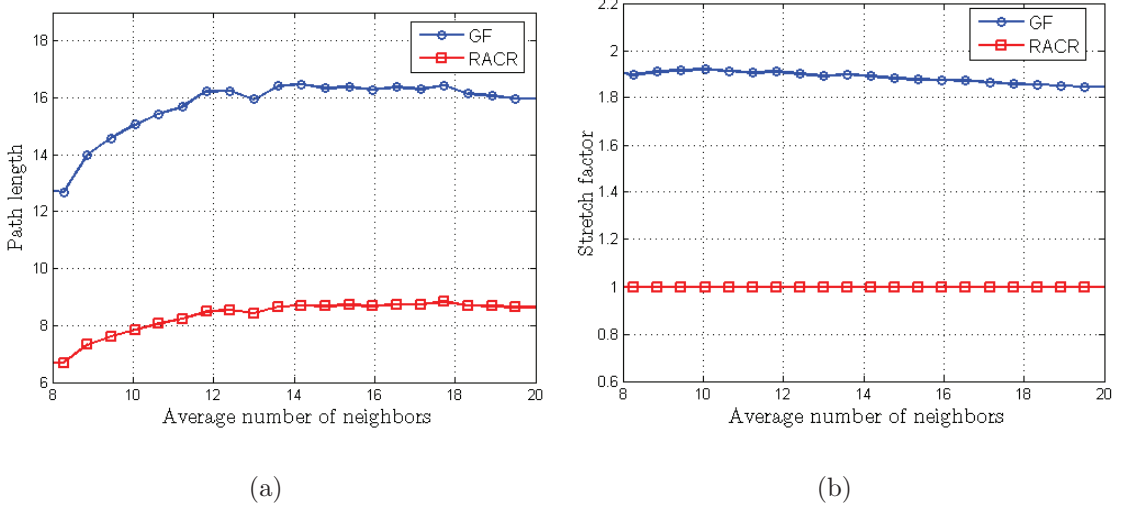 GF
RACR
18
16
14
12
10
8
6
Path length
8 10 12 14 16 18 20
Average number of neighbors
(a)
GF
RACR
2.2
2
1.8
1.6
1.4
1.2
1
0.8
0.6
Stretch factor
8 10 12 14 16 18 20
Average number of neighbors
(b)